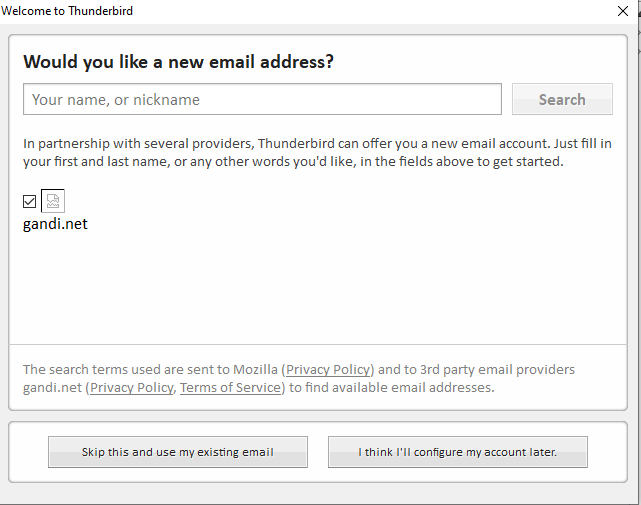 Welcome to Thunderbird
Would you like a new email address?
Your name, or nickname
Search
In partnership with several providers, Thunderbird can offer you a new email account. Just fill in
your first and last name, or any other words you'd like, in the fields above to get started.
gandi.net
The search terms used are sent to Mozilla (Privacy Policy) and to 3rd party email providers
gandi.net (Privacy Policy, Terms of Service) to find available email addresses.
Skip this and use my existing email
I think I'll configure my account later.